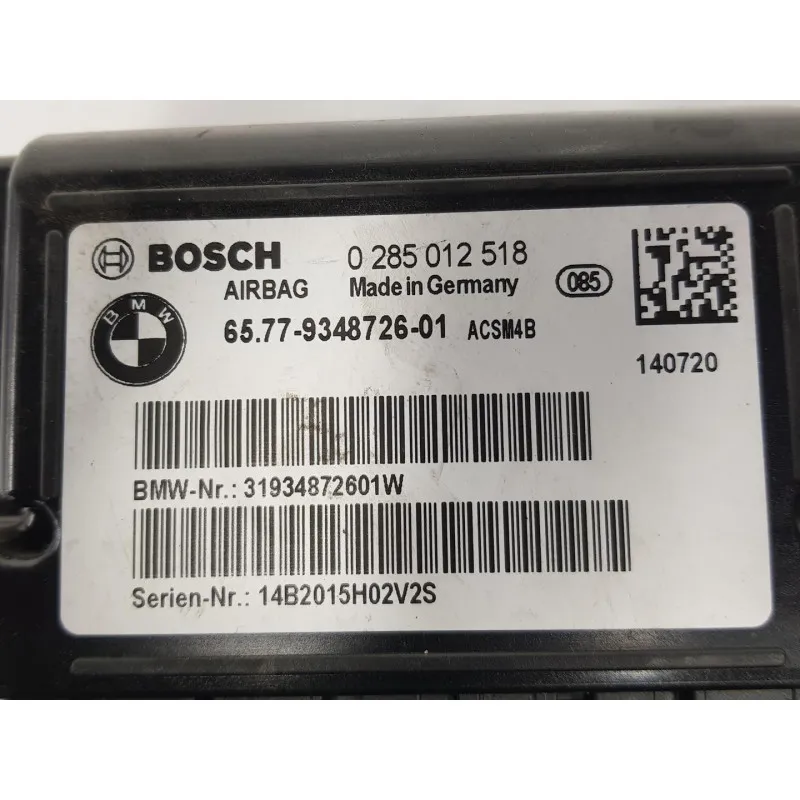 BOSCH 0 285 012 518
AIRBAG Made in Germany 085
BMW 65.77-9348726-01 ACSM4B
140720
BMW-Nr.: 31934872601W
Serien-Nr.: 14B2015H02V2S